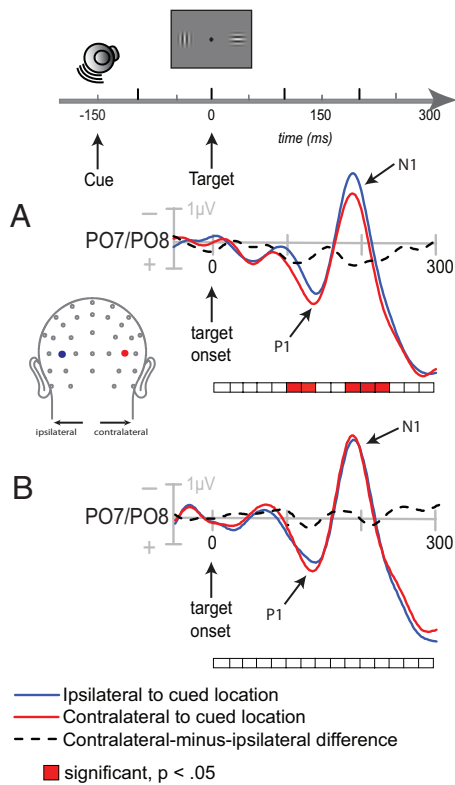 -150 0 150 300
time (ms)
Cue Target
A
N1
– 1µV
PO7/PO8
+
0 300
target
onset
P1
ipsilateral contralateral
B
N1
– 1µV
PO7/PO8
+
0 300
target
onset
P1
Ipsilateral to cued location
Contralateral to cued location
Contralateral-minus-ipsilateral difference
significant, p < .05